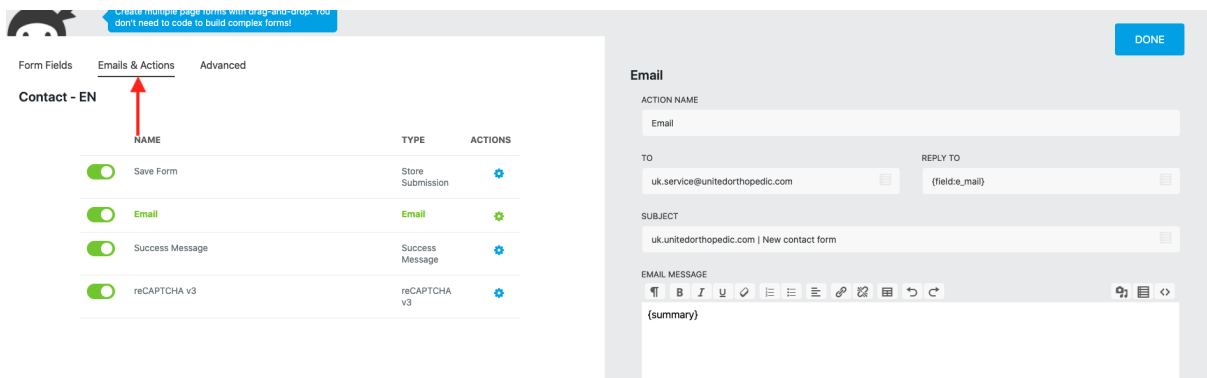 Create multiple page forms with drag-and-drop. You
don't need to code to build complex forms!
DONE
Form Fields Emails & Actions Advanced
Contact - EN
NAME TYPE ACTIONS
Save Form Store
Submission
Email Email
Success Message Success
Message
reCAPTCHA v3 reCAPTCHA
v3
Email
ACTION NAME
Email
TO REPLY TO
uk.service@unitedorthopedic.com {field:e_mail}
SUBJECT
uk.unitedorthopedic.com | New contact form
EMAIL MESSAGE
{summary}